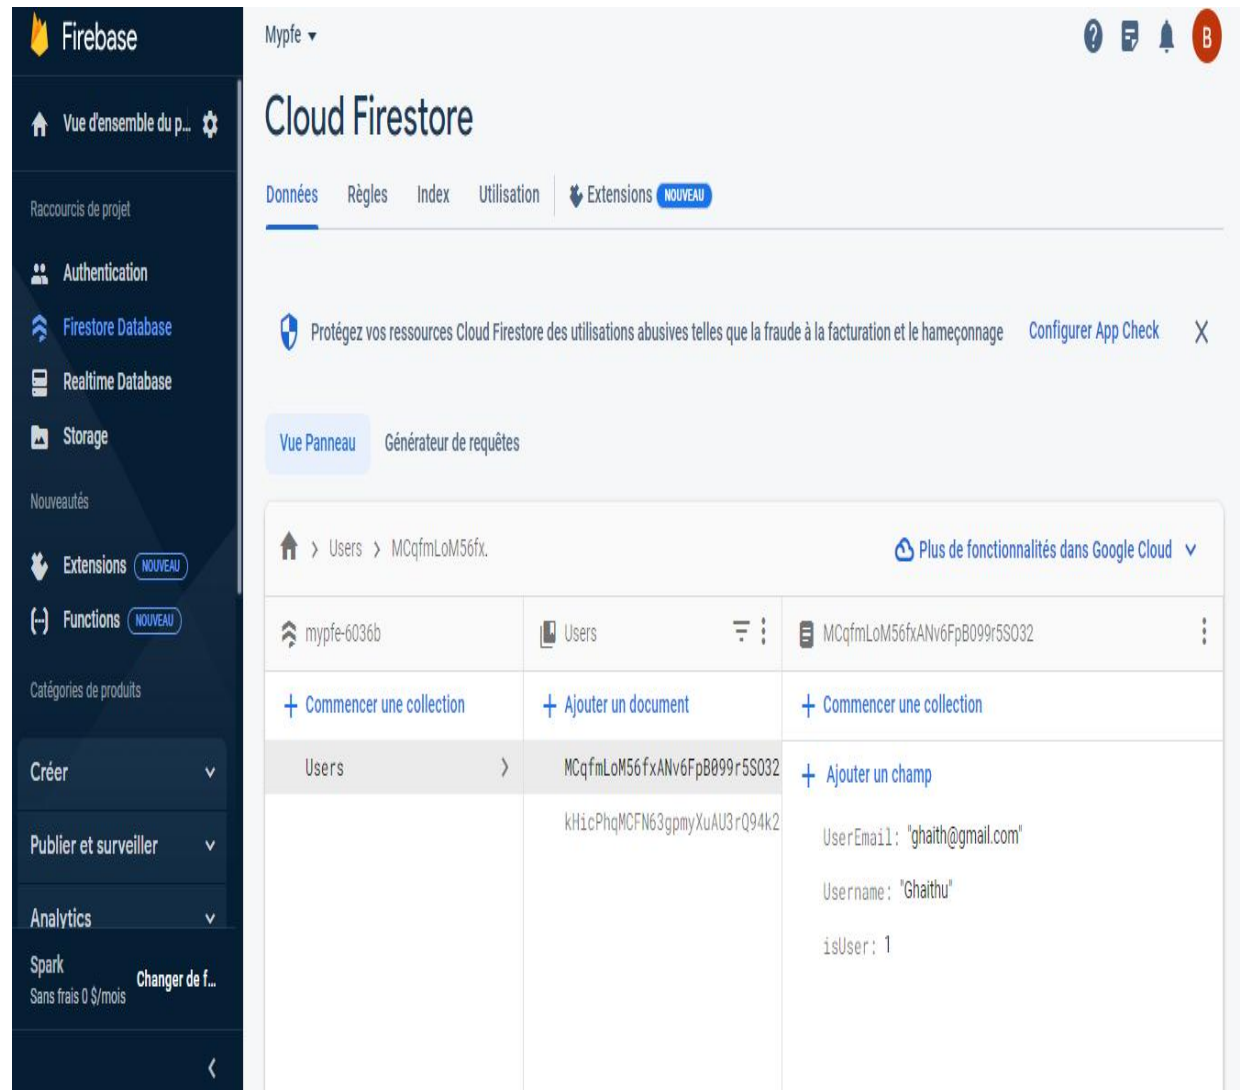 Firebase
Vue d'ensemble du p...
Raccourcis de projet
Authentication
Firestore Database
Realtime Database
Storage
Nouveautés
Extensions NOUVEAU
Functions NOUVEAU
Catégories de produits
Créer
Publier et surveiller
Analytics
Spark
Sans frais 0 $/mois
Changer de f...
Mypfe
B
Cloud Firestore
Données Règles Index Utilisation Extensions NOUVEAU
Protégez vos ressources Cloud Firestore des utilisations abusives telles que la fraude à la facturation et le hameçonnage Configurer App Check
Vue Panneau Générateur de requêtes
Users > MCqfmLoM56fx.
Plus de fonctionnalités dans Google Cloud
mypfe-6036b
Commencer une collection
Users
Users
Ajouter un document
MCqfmLoM56fxANv6FpB099r5SO32
kHicPhqMCFN63gpmyXuAU3rQ94k2
MCqfmLoM56fxANv6FpB099r5SO32
Commencer une collection
Ajouter un champ
UserEmail: "ghaith@gmail.com"
Username: "Ghaithu"
isUser: 1